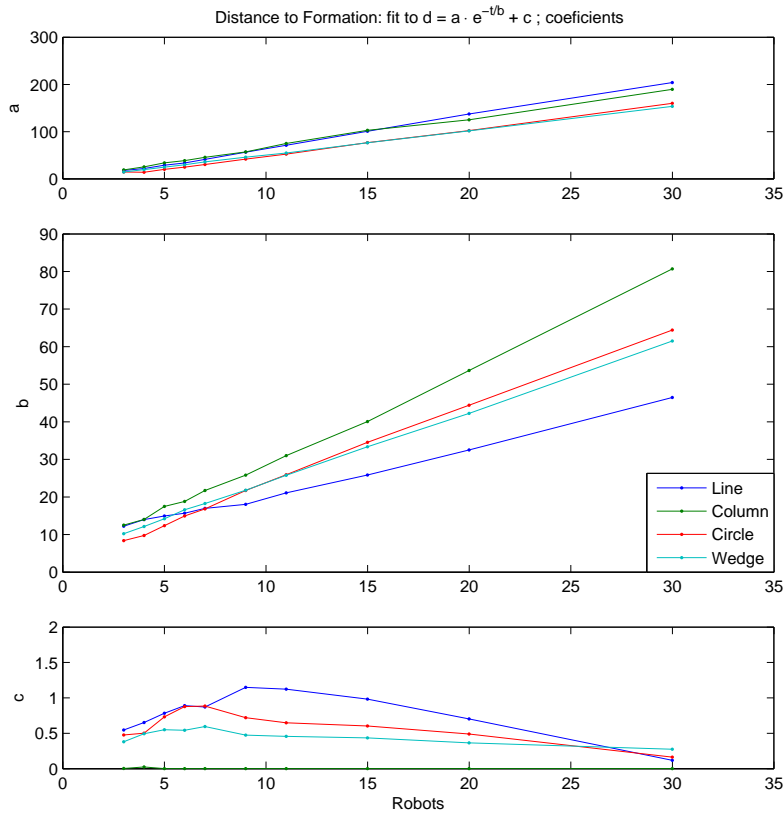 Distance to Formation: fit to d = a · e^{-t/b} + c ; coeficients
300
200
100
0
a
0 5 10 15 20 25 30 35
90
80
70
60
50
40
30
20
10
0
b
Line
Column
Circle
Wedge
0 5 10 15 20 25 30 35
2
1.5
1
0.5
0
c
0 5 10 15 20 25 30 35
Robots